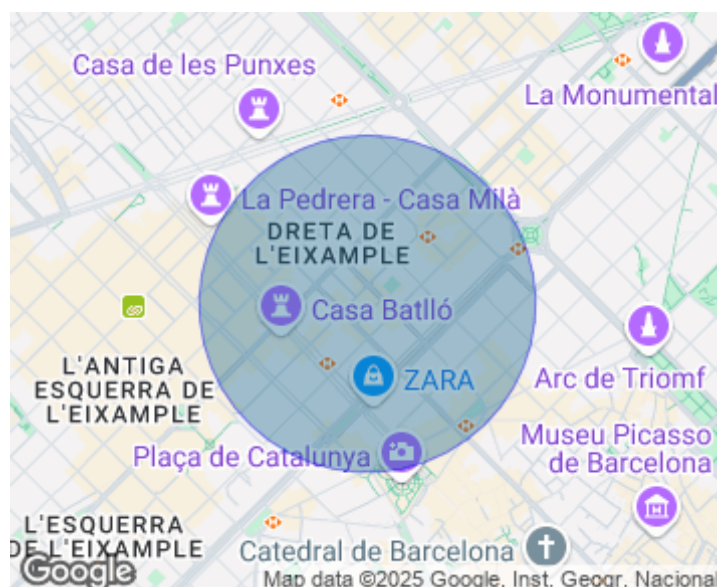 Casa de les Punxes
La Monumental
La Pedrera - Casa Milà
DRETA DE
L'EIXAMPLE
Casa Batlló
L'ANTIGA
ESQUERRA DE
L'EIXAMPLE
ZARA
Arc de Triomf
Plaça de Catalunya
Museu Picasso
de Barcelona
L'ESQUERRA
DE L'EIXAMPLE
Catedral de Barcelona
Google
Map data ©2025 Google, Inst. Geogr. Nacional